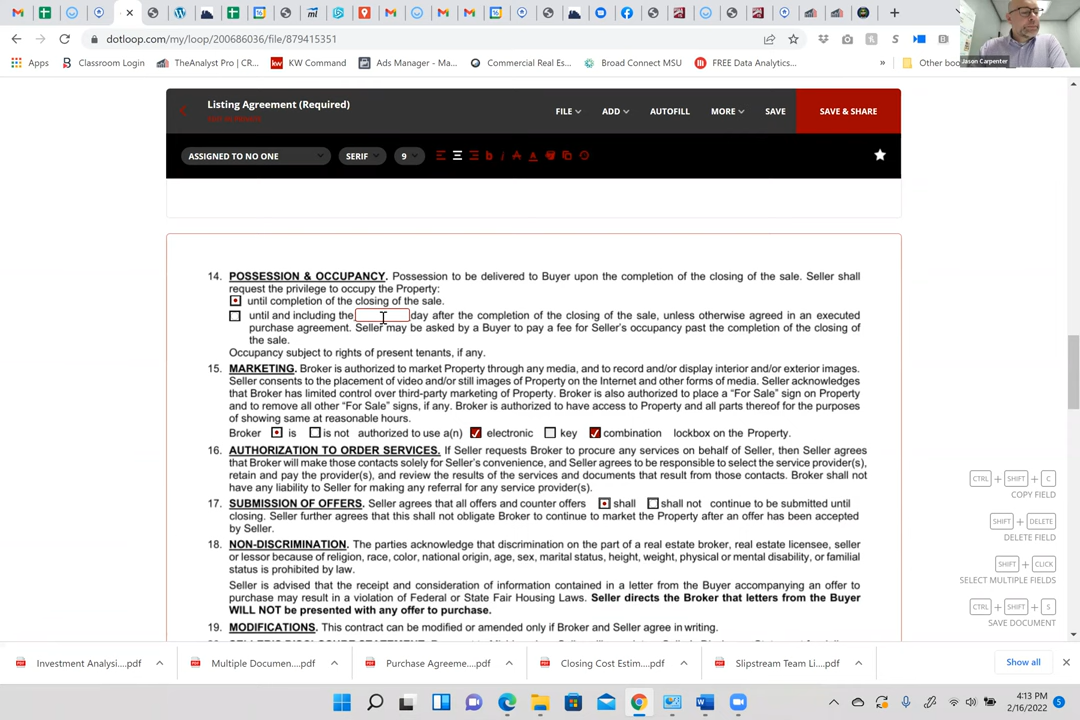 dotloop.com/my/loop/200686036/file/879415351
Jason Carpenter
Apps
Classroom Login
TheAnalyst Pro | CR...
KW Command
Ads Manager - Ma...
Commercial Real Es...
Broad Connect MSU
FREE Data Analytics...
»
Other boo
Listing Agreement (Required)
FILE
ADD
AUTOFILL
MORE
SAVE
SAVE & SHARE
ASSIGNED TO NO ONE
SERIF
9
14. POSSESSION & OCCUPANCY. Possession to be delivered to Buyer upon the completion of the closing of the sale. Seller shall
request the privilege to occupy the Property:
until completion of the closing of the sale.
until and including the day after the completion of the closing of the sale, unless otherwise agreed in an executed
purchase agreement. Seller may be asked by a Buyer to pay a fee for Seller's occupancy past the completion of the closing of
the sale.
Occupancy subject to rights of present tenants, if any.
15. MARKETING. Broker is authorized to market Property through any media, and to record and/or display interior and/or exterior images.
Seller consents to the placement of video and/or still images of Property on the Internet and other forms of media. Seller acknowledges
that Broker has limited control over third-party marketing of Property. Broker is also authorized to place a "For Sale" sign on Property
and to remove all other "For Sale" signs, if any. Broker is authorized to have access to Property and all parts thereof for the purposes
of showing same at reasonable hours.
Broker is is not authorized to use a(n) electronic key combination lockbox on the Property.
16. AUTHORIZATION TO ORDER SERVICES. If Seller requests Broker to procure any services on behalf of Seller, then Seller agrees
that Broker will make those contacts solely for Seller's convenience, and Seller agrees to be responsible to select the service provider(s),
retain and pay the provider(s), and review the results of the services and documents that result from those contacts. Broker shall not
have any liability to Seller for making any referral for any service provider(s).
17. SUBMISSION OF OFFERS. Seller agrees that all offers and counter offers shall shall not continue to be submitted until
closing. Seller further agrees that this shall not obligate Broker to continue to market the Property after an offer has been accepted
by Seller.
18. NON-DISCRIMINATION. The parties acknowledge that discrimination on the part of a real estate broker, real estate licensee, seller
or lessor because of religion, race, color, national origin, age, sex, marital status, height, weight, physical or mental disability, or familial
status is prohibited by law.
Seller is advised that the receipt and consideration of information contained in a letter from the Buyer accompanying an offer to
purchase may result in a violation of Federal or State Fair Housing Laws. Seller directs the Broker that letters from the Buyer
WILL NOT be presented with any offer to purchase.
19. MODIFICATIONS. This contract can be modified or amended only if Broker and Seller agree in writing.
CTRL + SHIFT + C
COPY FIELD
SHIFT + DELETE
DELETE FIELD
SHIFT + CLICK
SELECT MULTIPLE FIELDS
CTRL + SHIFT + S
SAVE DOCUMENT
Investment Analysi....pdf
Multiple Documen....pdf
Purchase Agreeme....pdf
Closing Cost Estim....pdf
Slipstream Team Li....pdf
Show all
4:13 PM
2/16/2022
5